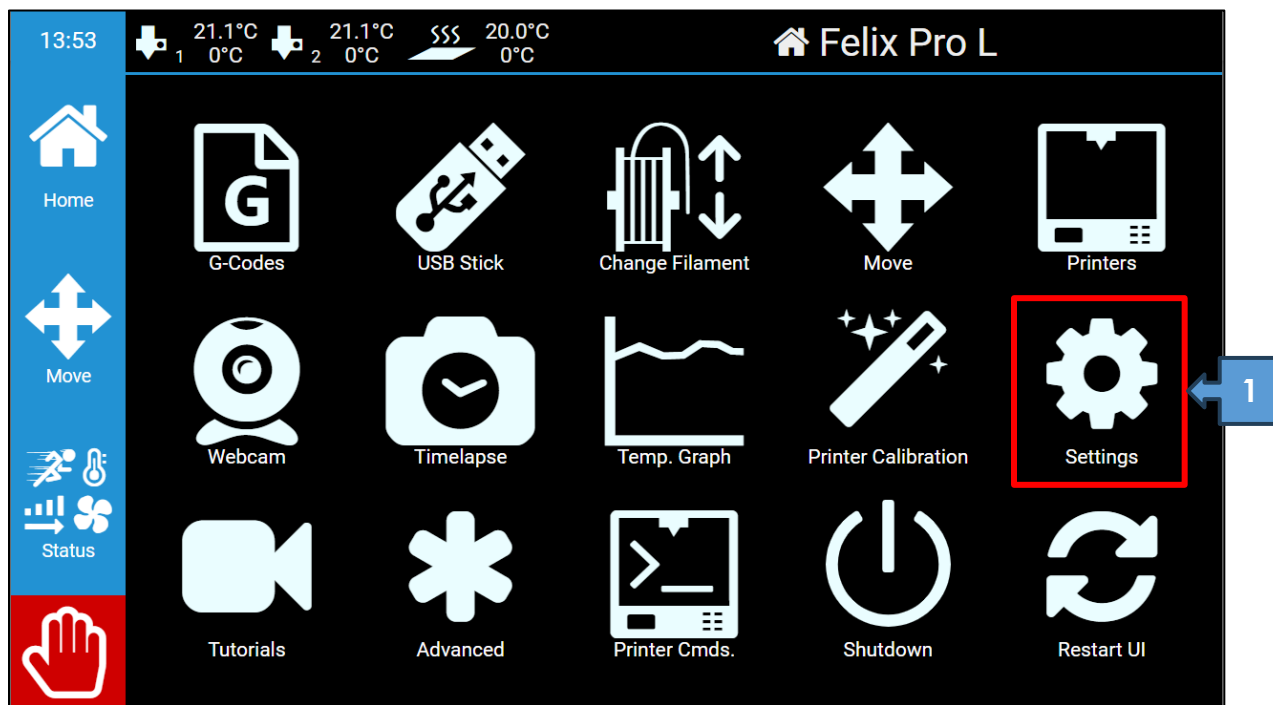 13:53
1 21.1°C 0°C
2 21.1°C 0°C
20.0°C 0°C
Felix Pro L
Home
Move
Status
G
G-Codes
USB Stick
Change Filament
Move
Printers
Webcam
Timelapse
Temp. Graph
Printer Calibration
Settings
1
Tutorials
Advanced
Printer Cmds.
Shutdown
Restart UI